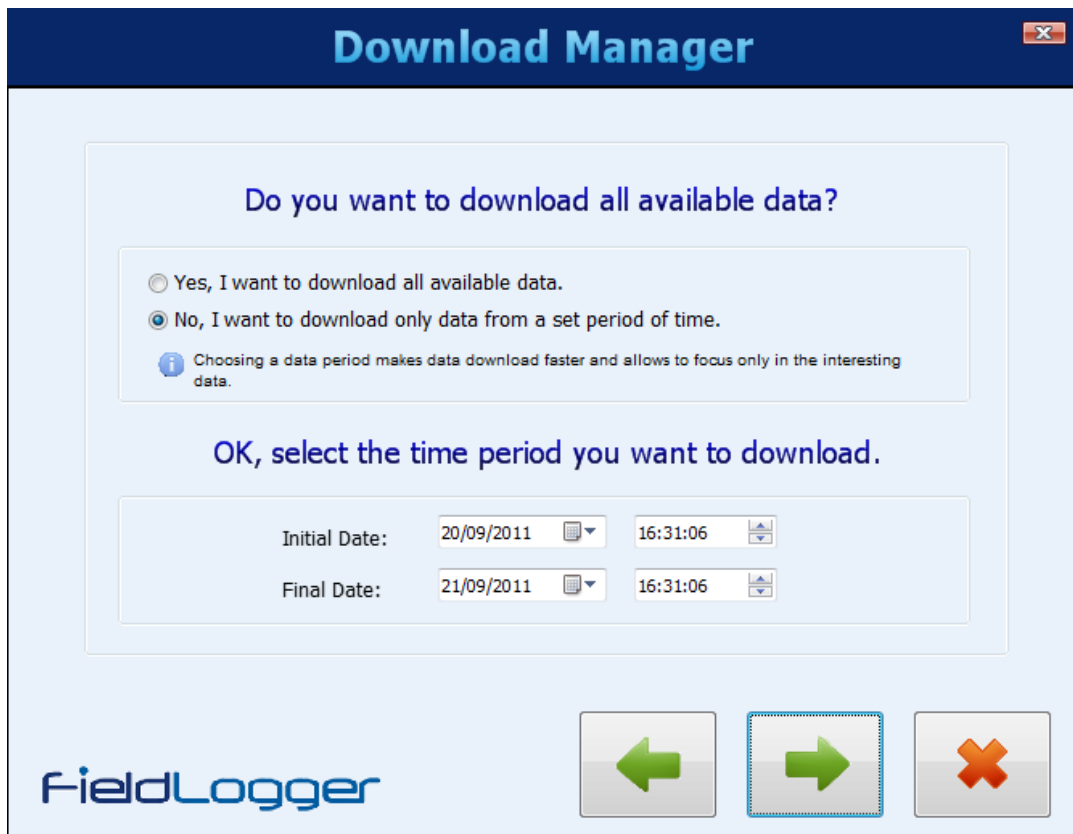 Download Manager
Do you want to download all available data?
Yes, I want to download all available data.
No, I want to download only data from a set period of time.
Choosing a data period makes data download faster and allows to focus only in the interesting
data.
OK, select the time period you want to download.
Initial Date: 20/09/2011 16:31:06
Final Date: 21/09/2011 16:31:06
FieldLogger